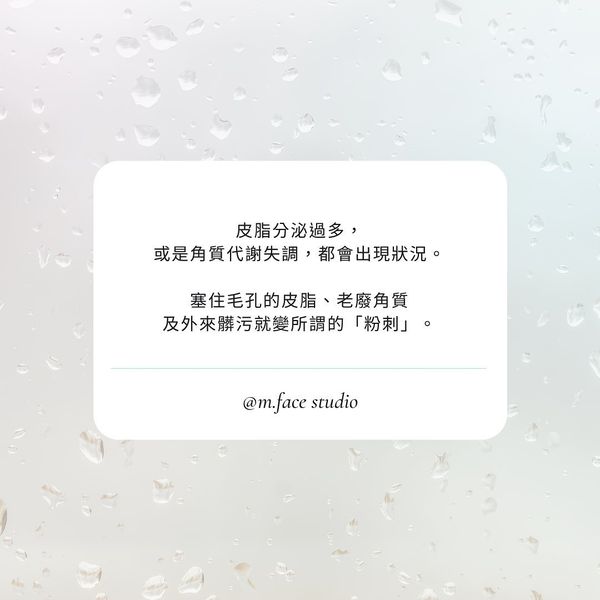 皮脂分泌過多，
或是角質代謝失調，都會出現狀況。
塞住毛孔的皮脂、老廢角質
及外來髒污就變所謂的「粉刺」。
@m.face studio